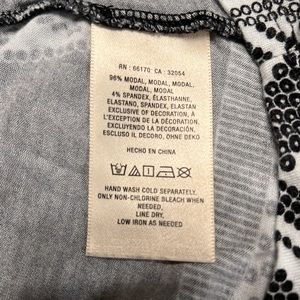 RN : 66170 CA : 32054
96% MODAL, MODAL, MODAL,
MODAL, MODAL
4% SPANDEX, ÉLASTHANNE,
ELASTANO, SPANDEX, ELASTAN
EXCLUSIVE OF DECORATION, À
L'EXCEPTION DE LA DÉCORATION,
EXCLUYENDO LA DECORACIÓN,
ESCLUSO IL DECORO, OHNE DEKO
HECHO EN CHINA
HAND WASH COLD SEPARATELY,
ONLY NON-CHLORINE BLEACH WHEN
NEEDED,
LINE DRY,
LOW IRON AS NEEDED